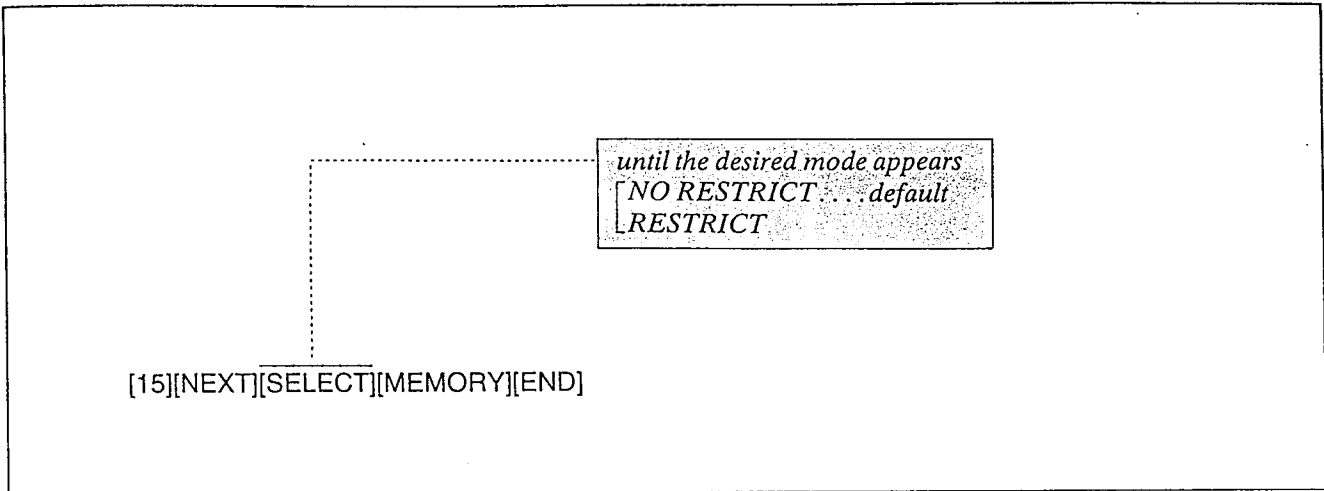 until the desired mode appears
NO RESTRICT....default
RESTRICT
[15][NEXT][SELECT][MEMORY][END]